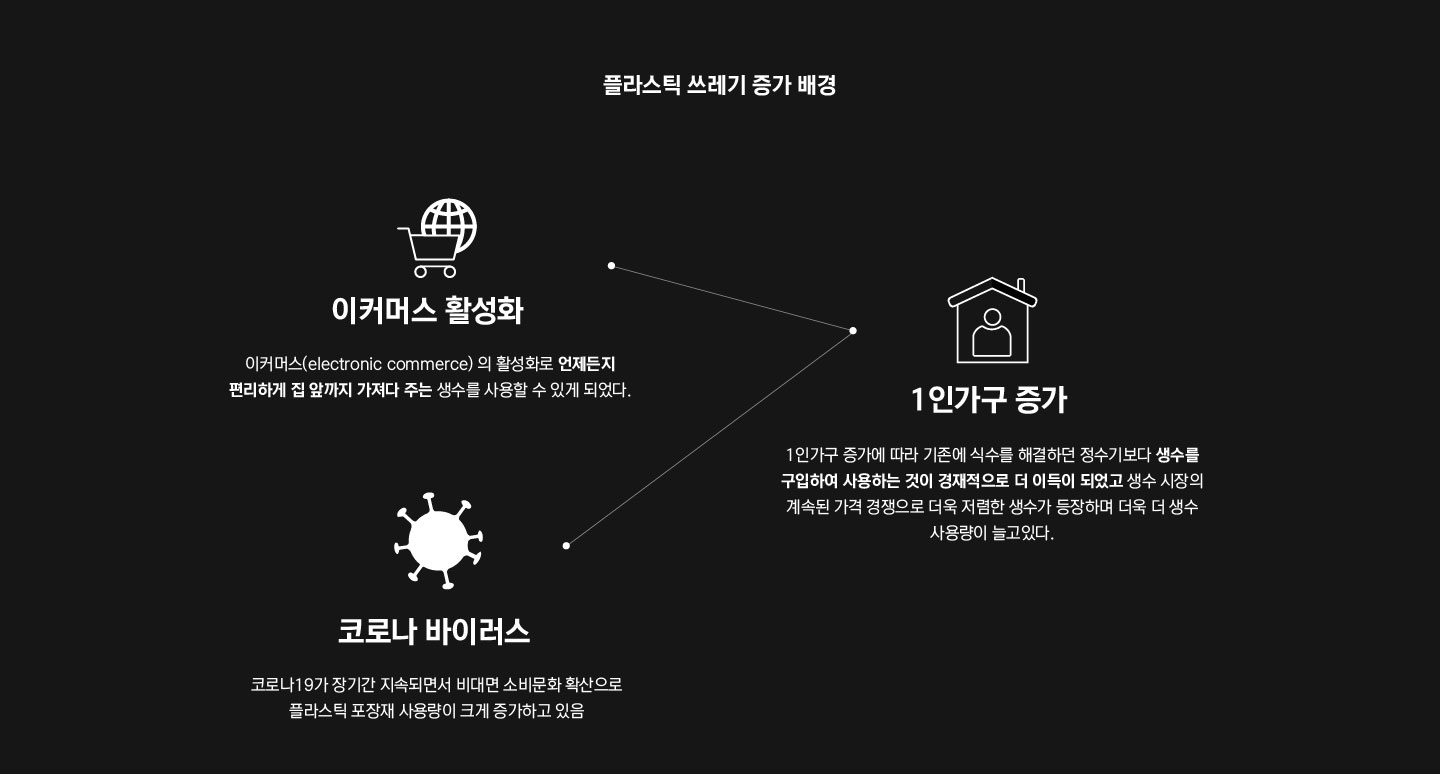 플라스틱 쓰레기 증가 배경
이커머스 활성화
이커머스(electronic commerce) 의 활성화로 언제든지
편리하게 집 앞까지 가져다 주는 생수를 사용할 수 있게 되었다.
1인가구 증가
1인가구 증가에 따라 기존에 식수를 해결하던 정수기보다 생수를
구입하여 사용하는 것이 경재적으로 더 이득이 되었고 생수 시장의
계속된 가격 경쟁으로 더욱 저렴한 생수가 등장하며 더욱 더 생수
사용량이 늘고있다.
코로나 바이러스
코로나19가 장기간 지속되면서 비대면 소비문화 확산으로
플라스틱 포장재 사용량이 크게 증가하고 있음